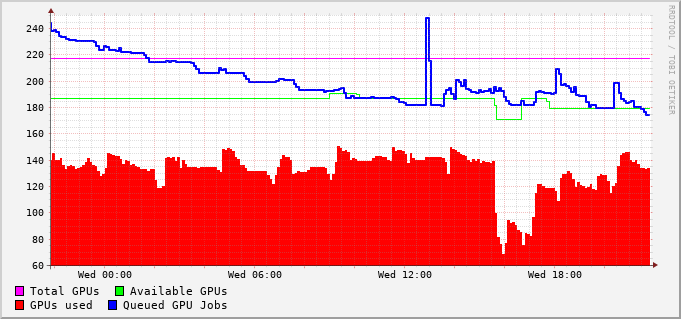 240
220
200
180
160
140
120
100
80
60
Wed 00:00 Wed 06:00 Wed 12:00 Wed 18:00
Total GPUs Available GPUs
GPUs used Queued GPU Jobs
RRDTOOL / TOBI OETIKER